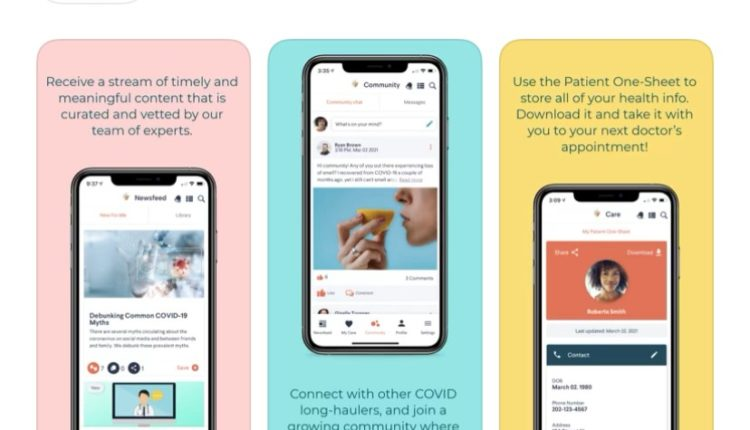 Receive a stream of timely and
meaningful content that is
curated and vetted by our
team of experts.
9:37
Newsfeed
New For Me
Library
Debunking Common COVID-19
Myths
There are several myths circulating about the
coronavirus on social media and between friends
and family. We debunk these prevalent myths.
7
0
1
Save
New
3:35
Community
Community chat
Messages
What's on your mind?
Ryan Brown
3:18 PM, Mar 03 2021
Hi community! Any of you out there experiencing loss
of smell? I recovered from COVID-19 a couple of
months ago, yet I still cant smell
Read more
6
2 Comments
Like
Comment
Newsfeed
My Care
Community
Profile
Settings
Connect with other COVID
long-haulers, and join a
growing community where
Use the Patient One-Sheet to
store all of your health info.
Download it and take it with
you to your next doctor's
appointment!
3:09
Care
My Patient One-Sheet
Share
Download
Roberta Smith
Last updated: March 02, 2021
Contact
DOB
March 02, 1980
Phone Number
202-123-4567
Address